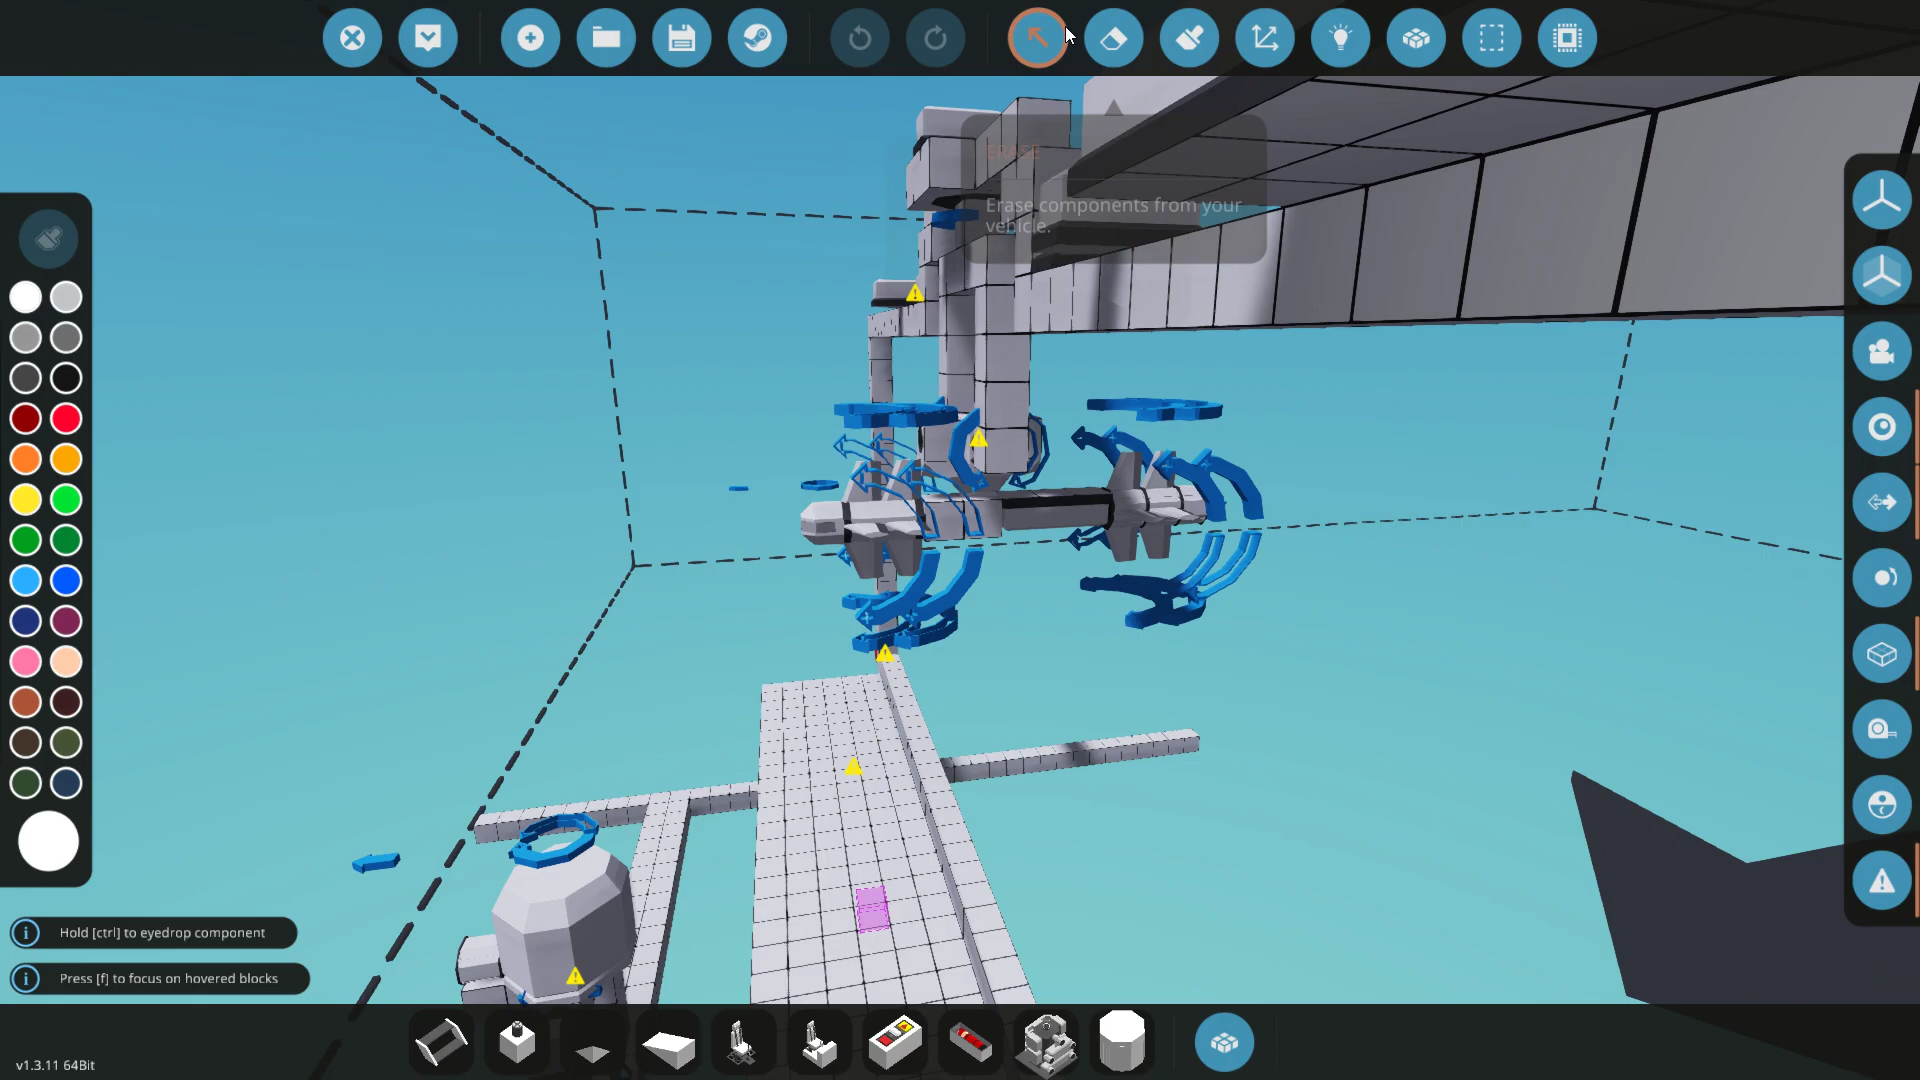 ERASE
Erase components from your
vehicle.
Hold [ctrl] to eyedrop component
Press [f] to focus on hovered blocks
v1.3.11 64Bit